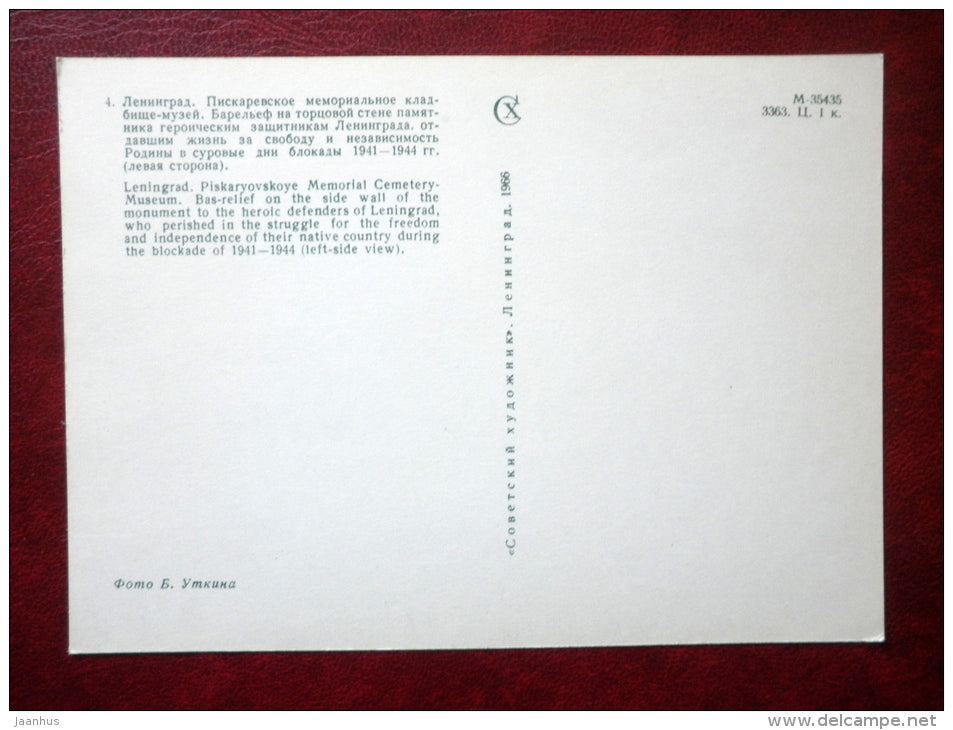 4. Ленинград. Пискаревское мемориальное клад-
бище-музей. Барельеф на торцовой стене памят-
ника героическим защитникам Ленинграда, от-
давшим жизнь за свободу и независимость
Родины в суровые дни блокады 1941—1944 гг.
(левая сторона).
Leningrad. Piskaryovskoye Memorial Cemetery-
Museum. Bas-relief on the side wall of the
monument to the heroic defenders of Leningrad,
who perished in the struggle for the freedom
and independence of their native country during
the blockade of 1941—1944 (left-side view).
Фото Б. Уткина
«Советский художник». Ленинград. 1966
СХ
М-35435
3363. Ц. 1 к.
Jaanhus
www.delcampe.net